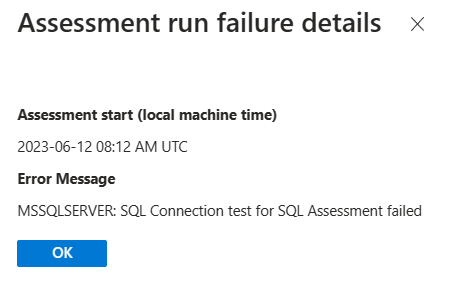 Assessment run failure details
Assessment start (local machine time)
2023-06-12 08:12 AM UTC
Error Message
MSSQLSERVER: SQL Connection test for SQL Assessment failed
OK